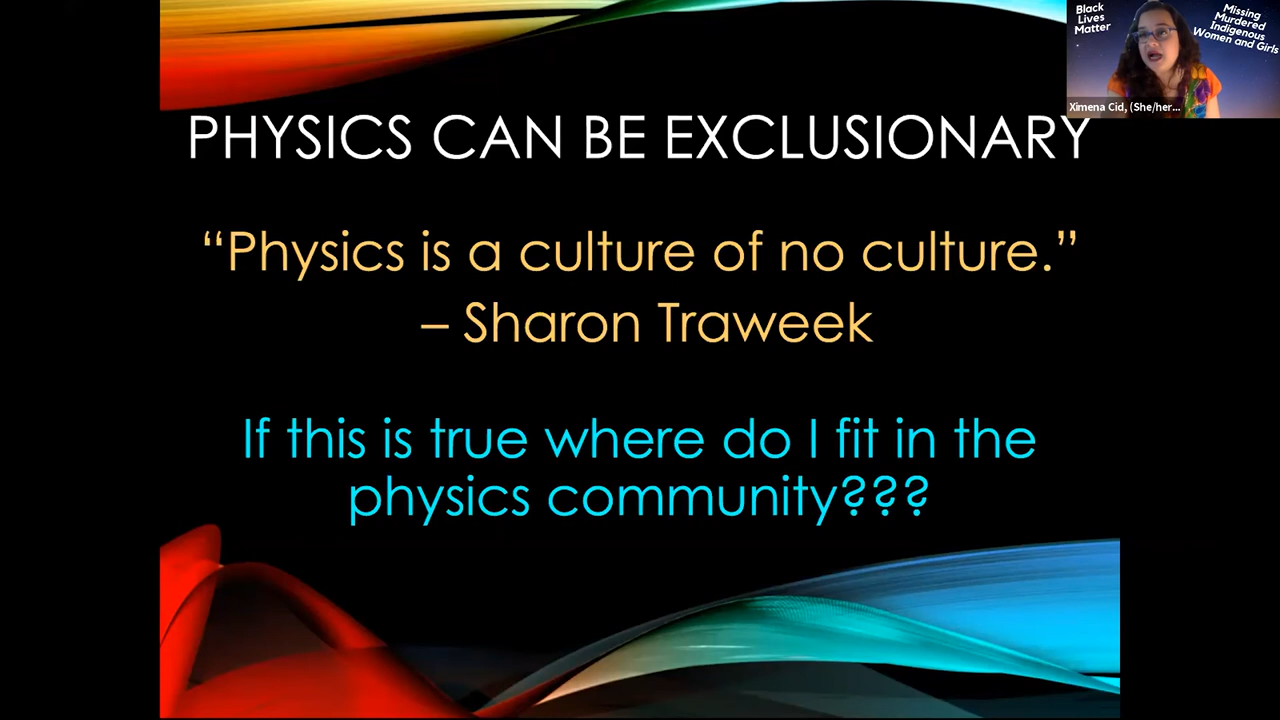 PHYSICS CAN BE EXCLUSIONARY
“Physics is a culture of no culture.”
– Sharon Traweek
If this is true where do I fit in the
physics community???
Black
Lives
Matter
Missing
Murdered
Indigenous
Women and Girls
Ximena Cid, (She/her...